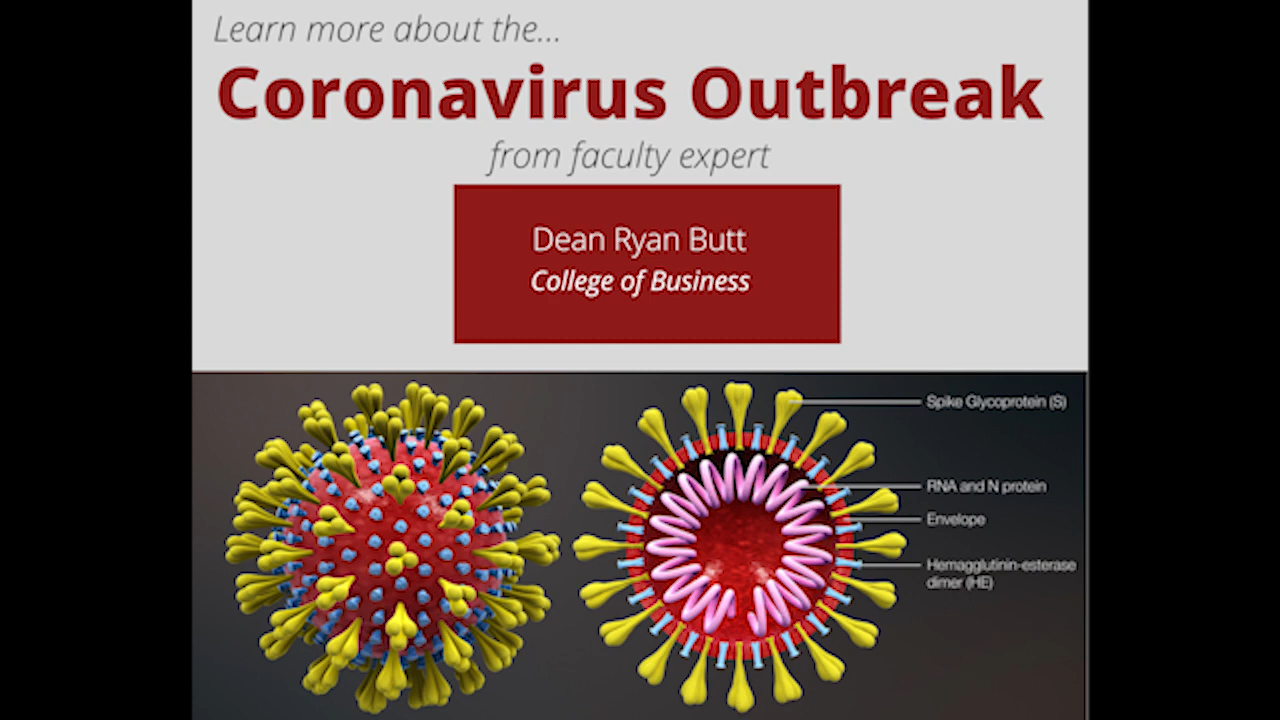 Learn more about the...
Coronavirus Outbreak
from faculty expert
Dean Ryan Butt
College of Business
Spike Glycoprotein (S)
RNA and N protein
Envelope
Hemagglutinin-esterase
dimer (HE)